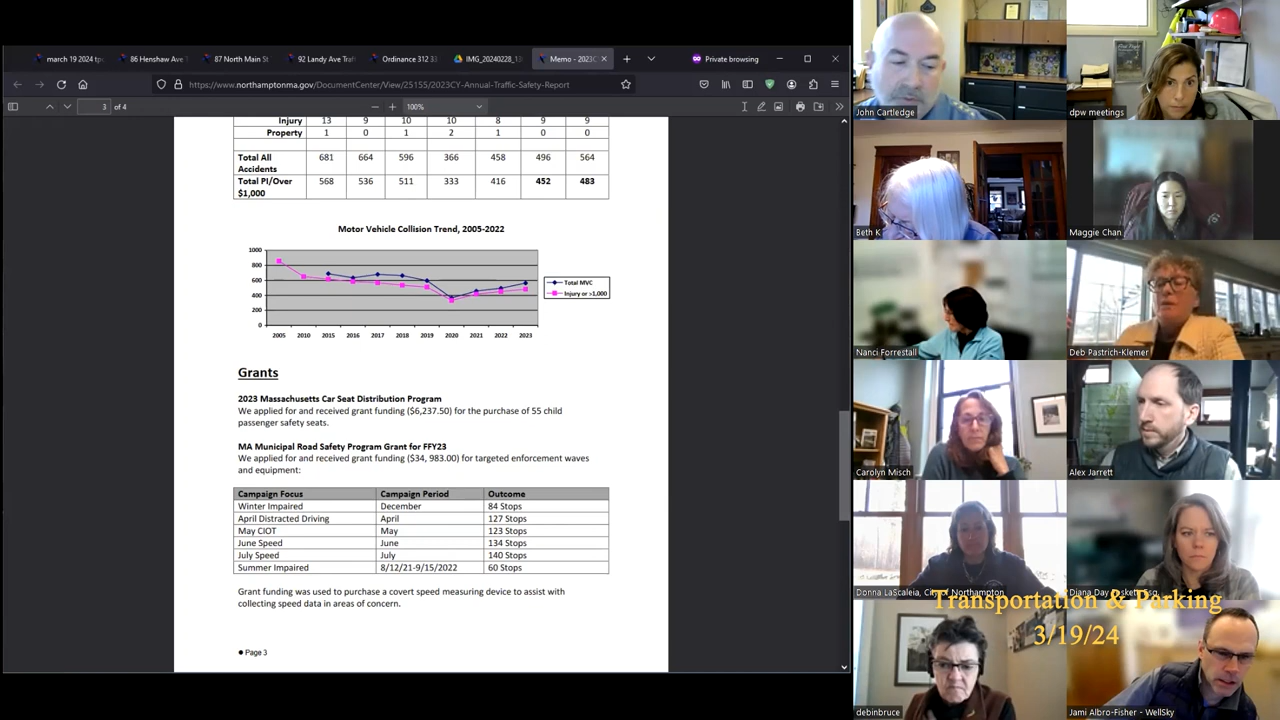 march 19 2024 tpc
86 Henshaw Ave
87 North Main St
92 Landy Ave Traf
Ordinance 312 33
IMG_20240228_1
Memo - 2023C
Private browsing
https://www.northamptonma.gov/DocumentCenter/View/25155/2023CY-Annual-Traffic-Safety-Report
3 of 4
100%
Injury 13 9 10 10 8 9 9
Property 1 0 1 2 1 0 0
Total All Accidents 681 664 596 366 458 496 564
Total PI/Over $1,000 568 536 511 333 416 452 483
Motor Vehicle Collision Trend, 2005-2022
1000
800
600
400
200
0
2005 2010 2015 2016 2017 2018 2019 2020 2021 2022 2023
Total MVC
Injury or >1,000
Grants
2023 Massachusetts Car Seat Distribution Program
We applied for and received grant funding ($6,237.50) for the purchase of 55 child
passenger safety seats.
MA Municipal Road Safety Program Grant for FFY23
We applied for and received grant funding ($34, 983.00) for targeted enforcement waves
and equipment:
Campaign Focus Campaign Period Outcome
Winter Impaired December 84 Stops
April Distracted Driving April 127 Stops
May CIOT May 123 Stops
June Speed June 134 Stops
July Speed July 140 Stops
Summer Impaired 8/12/21-9/15/2022 60 Stops
Grant funding was used to purchase a covert speed measuring device to assist with
collecting speed data in areas of concern.
● Page 3
John Cartledge
dpw meetings
Beth K
Maggie Chan
Nanci Forrestall
Deb Pastrich-Klemer
Carolyn Misch
Alex Jarrett
Donna LaScaleia, City of Northampton
Diana Day
Esq.
Transportation & Parking
3/19/24
debinbruce
Jami Albro-Fisher - WellSky